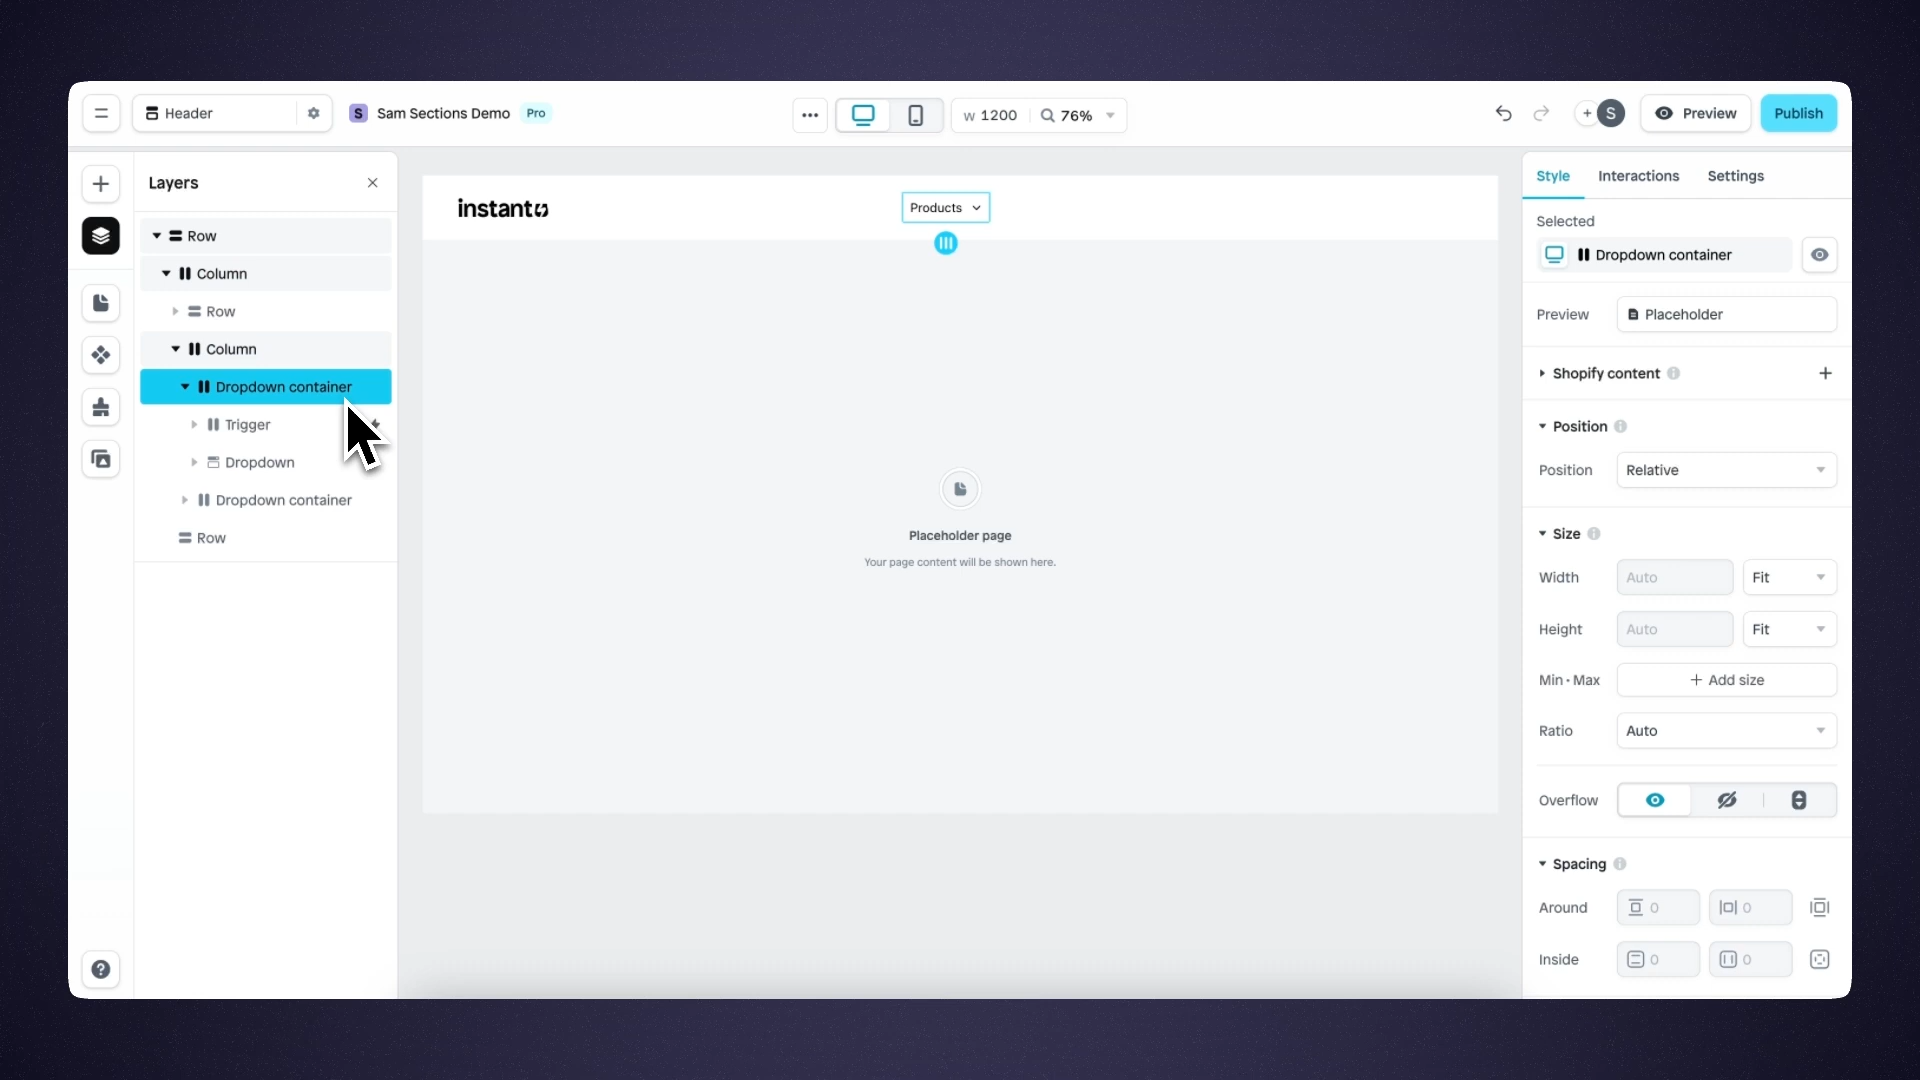 Header
S Sam Sections Demo Pro
W 1200 76%
+ S Preview Publish
Layers
Row
Column
Row
Column
Dropdown container
Trigger
Dropdown
Dropdown container
Row
instant
Products
Placeholder page
Your page content will be shown here.
Style Interactions Settings
Selected
Dropdown container
Preview Placeholder
Shopify content
Position
Position Relative
Size
Width Auto Fit
Height Auto Fit
Min · Max + Add size
Ratio Auto
Overflow
Spacing
Around 0 0
Inside 0 0